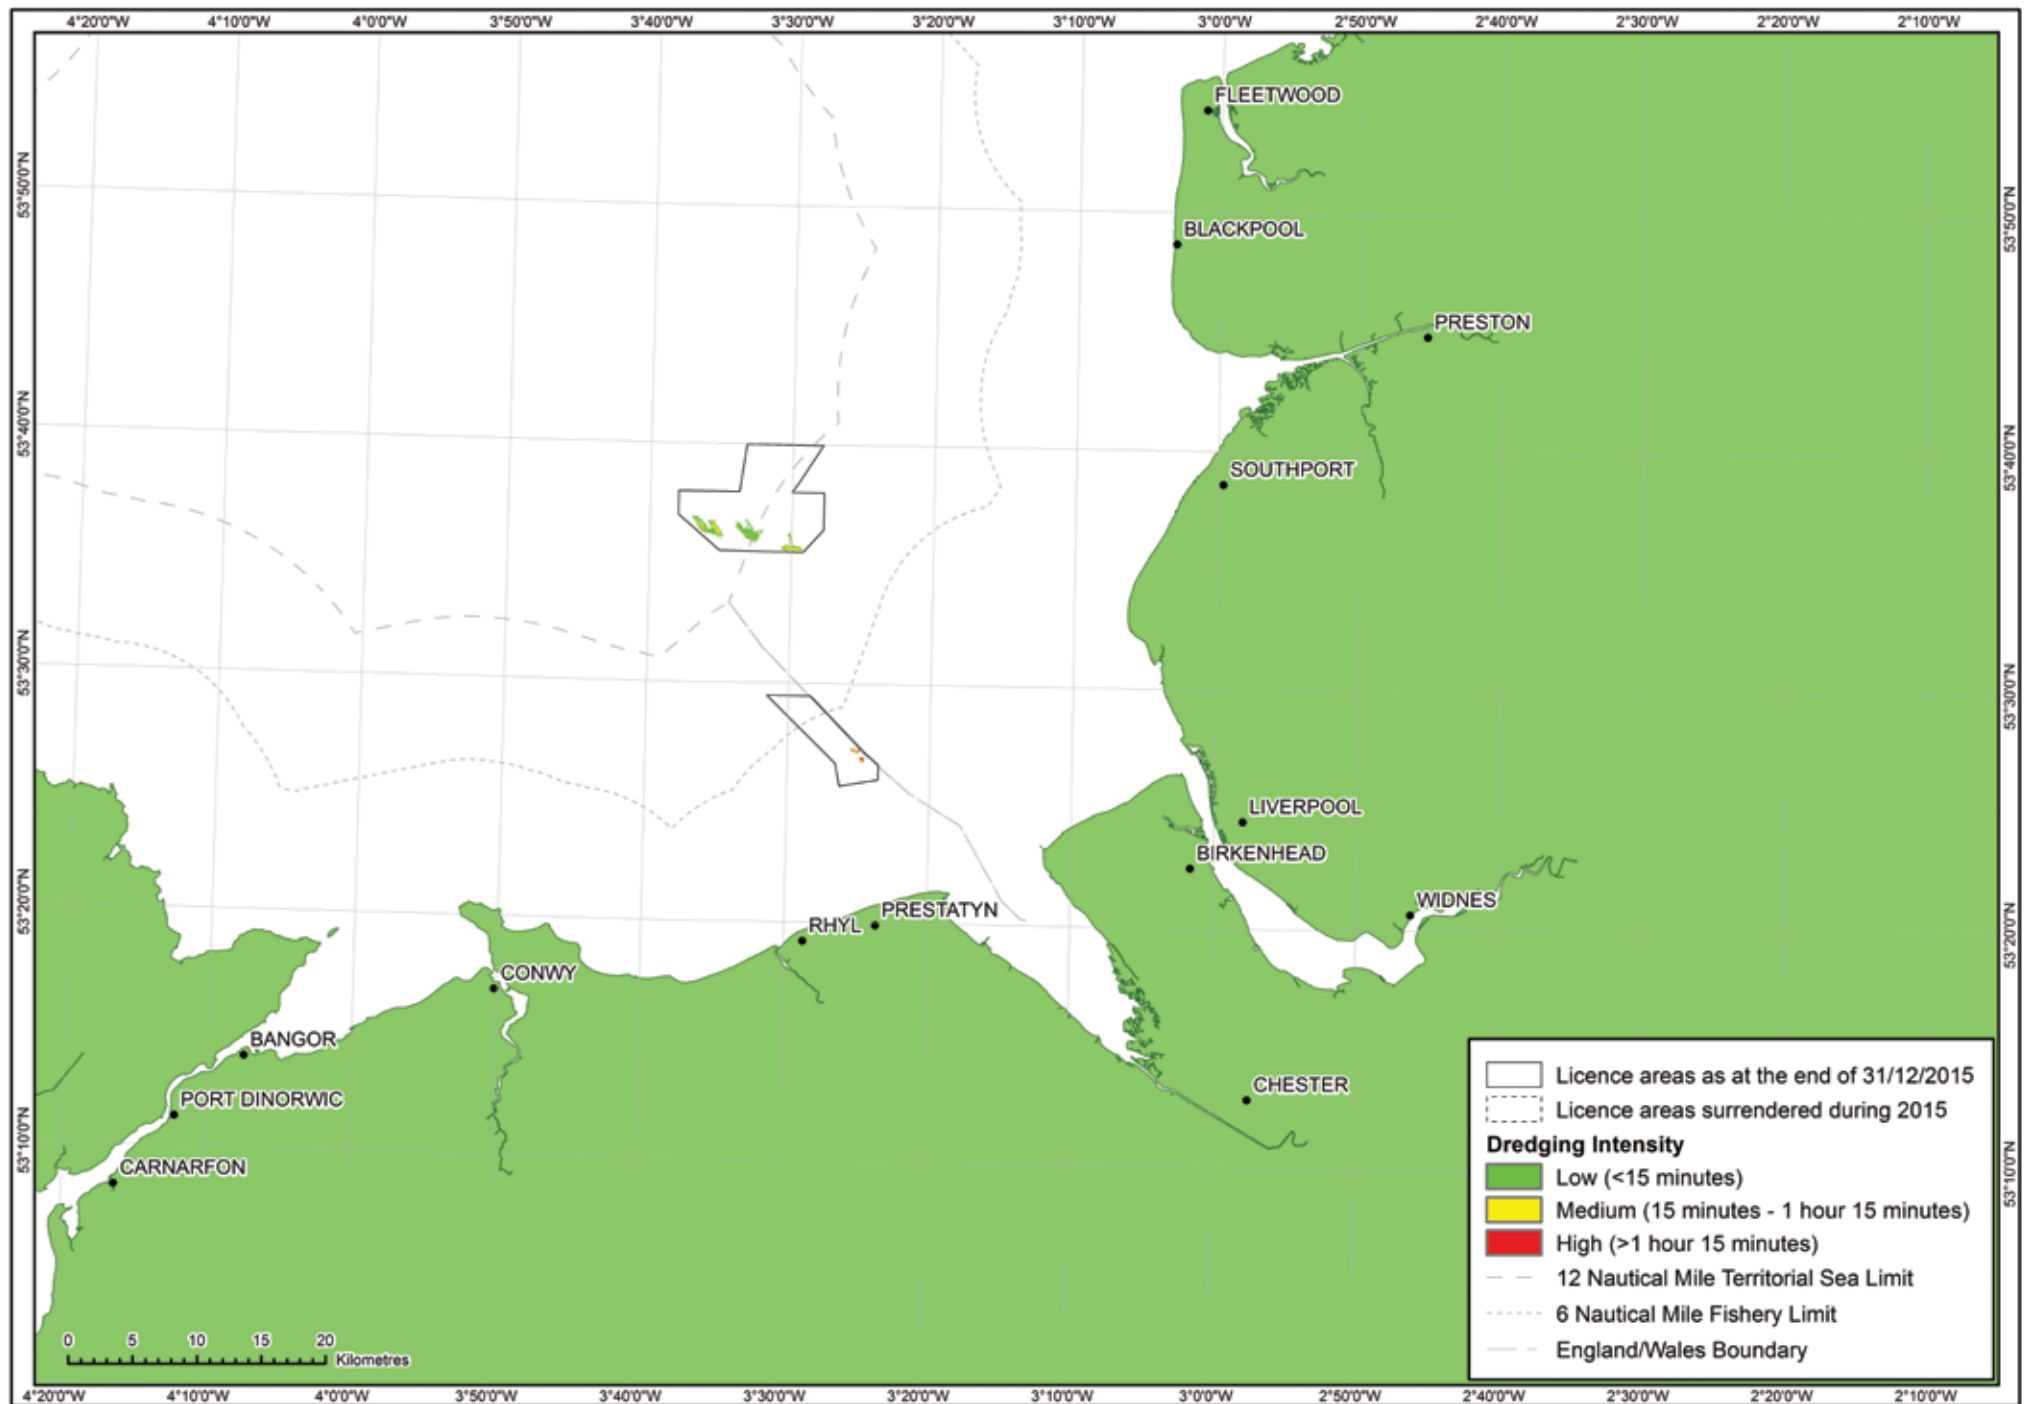 4°20'0"W 4°10'0"W 4°0'0"W 3°50'0"W 3°40'0"W 3°30'0"W 3°20'0"W 3°10'0"W 3°0'0"W 2°50'0"W 2°40'0"W 2°30'0"W 2°20'0"W 2°10'0"W
FLEETWOOD
53°50'0"N
53°50'0"N
BLACKPOOL
PRESTON
53°40'0"N
53°40'0"N
SOUTHPORT
53°30'0"N
53°30'0"N
LIVERPOOL
BIRKENHEAD
WIDNES
53°20'0"N
53°20'0"N
PRESTATYN
RHYL
CONWY
BANGOR
PORT DINORWIC
CHESTER
53°10'0"N
53°10'0"N
CARNARFON
Licence areas as at the end of 31/12/2015
Licence areas surrendered during 2015
Dredging Intensity
Low (<15 minutes)
Medium (15 minutes - 1 hour 15 minutes)
High (>1 hour 15 minutes)
12 Nautical Mile Territorial Sea Limit
6 Nautical Mile Fishery Limit
England/Wales Boundary
0 5 10 15 20
Kilometres
4°20'0"W 4°10'0"W 4°0'0"W 3°50'0"W 3°40'0"W 3°30'0"W 3°20'0"W 3°10'0"W 3°0'0"W 2°50'0"W 2°40'0"W 2°30'0"W 2°20'0"W 2°10'0"W